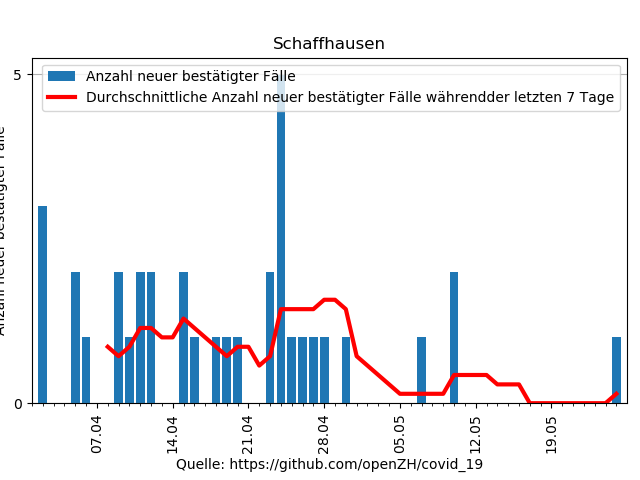 Schaffhausen
Anzahl neuer bestätigter Fälle
Durchschnittliche Anzahl neuer bestätigter Fälle währendder letzten 7 Tage
Anzahl neuer bestätigter Fälle
5
0
07.04
14.04
21.04
28.04
05.05
12.05
19.05
Quelle: https://github.com/openZH/covid_19